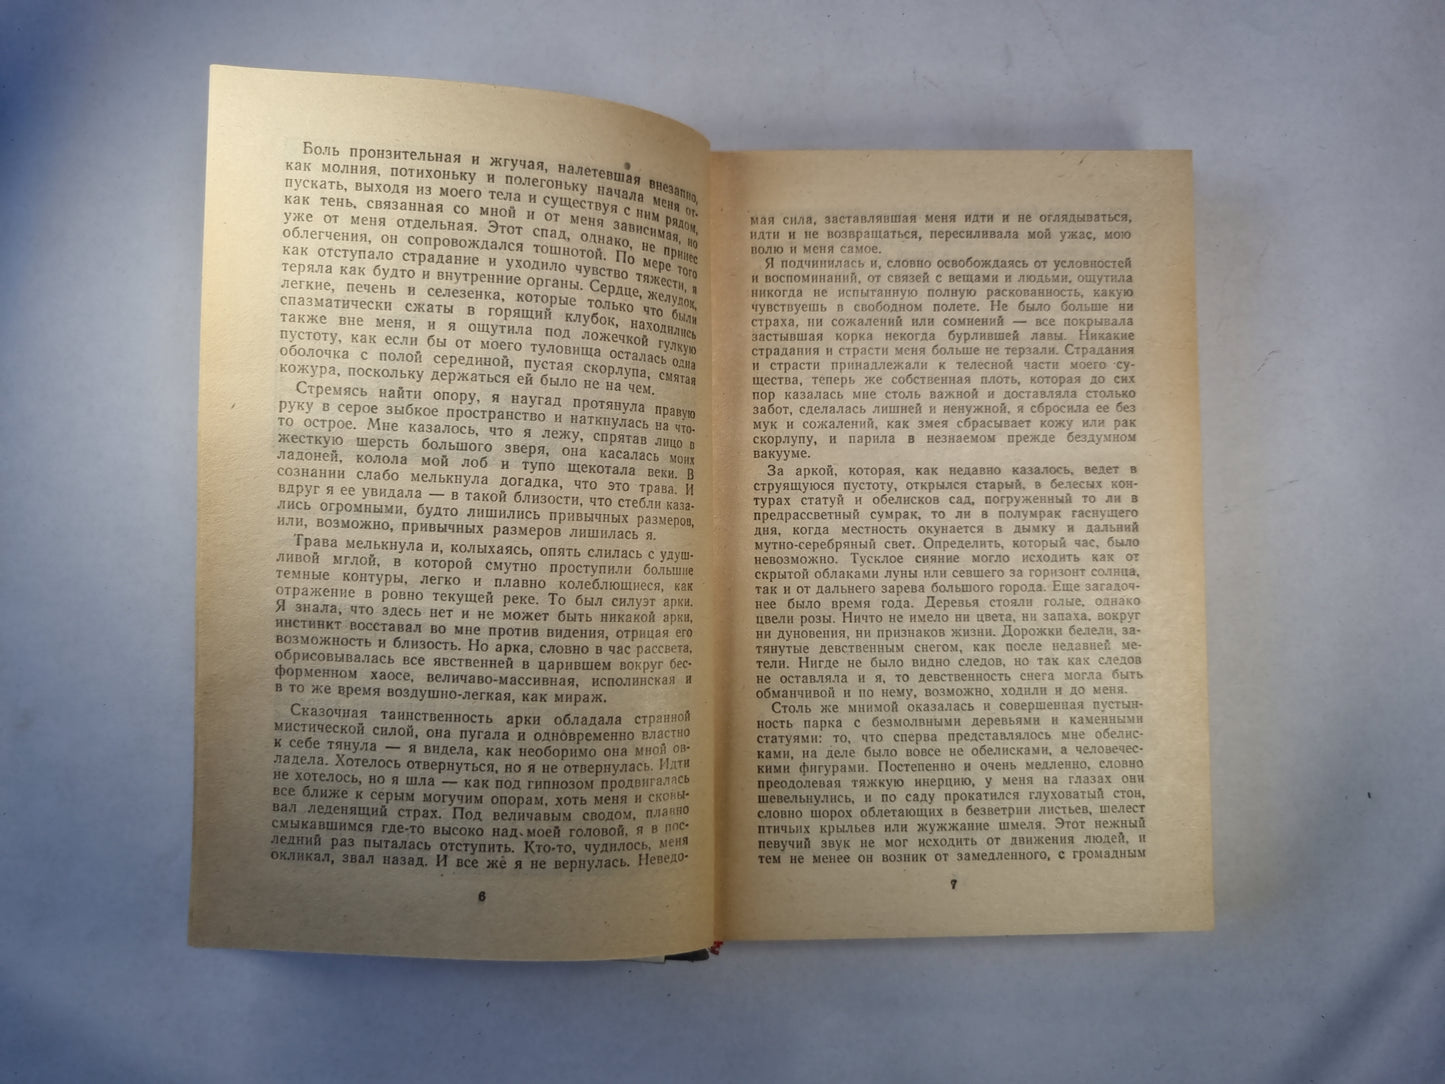 Боль пронзительная и жгучая, налетевшая внезапно,
как молния, потихоньку и полегоньку начала меня от-
пускать, выходя из моего тела и существуя с ним рядом,
как тень, связанная со мной и от меня зависимая, но
уже от меня отдельная. Этот спад, однако, не принес
облегчения, он сопровождался тошнотой. По мере того
как отступало страдание и уходило чувство тяжести, я
теряла как будто и внутренние органы. Сердце, желудок,
легкие, печень и селезенка, которые только что были
спазматически сжаты в горящий клубок, находились
также вне меня, и я ощутила под ложечкой гулкую
пустоту, как если бы от моего туловища осталась одна
оболочка с полой серединой, пустая скорлупа, смятая
кожура, поскольку держаться ей было не на чем.
Стремясь найти опору, я наугад протянула правую
руку в серое зыбкое пространство и наткнулась на что-
то острое. Мне казалось, что я лежу, спрятав лицо в
жесткую шерсть большого зверя, она касалась моих
ладоней, колола мой лоб и тупо щекотала веки. В
сознании слабо мелькнула догадка, что это трава. И
вдруг я ее увидала — в такой близости, что стебли каза-
лись огромными, будто лишились привычных размеров,
или, возможно, привычных размеров лишилась я.
Трава мелькнула и, колыхаясь, опять слилась с удуш-
ливой мглой, в которой смутно проступили большие
темные контуры, легко и плавно колеблющиеся, как
отражение в ровно текущей реке. То был силуэт арки.
Я знала, что здесь нет и не может быть никакой арки,
инстинкт восставал во мне против видения, отрицая его
возможность и близость. Но арка, словно в час рассвета,
обрисовывалась все явственней в царившем вокруг бес-
форменном хаосе, величаво-массивная, исполинская и
в то же время воздушно-легкая, как мираж.
Сказочная таинственность арки обладала странной
мистической силой, она пугала и одновременно властно
к себе тянула — я видела, как необоримо она мной ов-
ладела. Хотелось отвернуться, но я не отвернулась. Идти
не хотелось, но я шла — как под гипнозом продвигалась
все ближе к серым могучим опорам, хоть меня и сковы-
вал леденящий страх. Под величавым сводом, плавно
смыкавшимся где-то высоко над моей головой, я в пос-
ледний раз пыталась отступить. Кто-то, чудилось, меня
окликал, звал назад. И все же я не вернулась. Неведо-
6
мая сила, заставлявшая меня идти и не оглядываться,
идти и не возвращаться, пересиливала мой ужас, мою
волю и меня самое.
Я подчинилась и, словно освобождаясь от условностей
и воспоминаний, от связей с вещами и людьми, ощутила
никогда не испытанную полную раскованность, какую
чувствуешь в свободном полете. Не было больше ни
страха, ни сожалений или сомнений — все покрывала
застывшая корка некогда бурлившей лавы. Никакие
страдания и страсти меня больше не терзали. Страдания
и страсти принадлежали к телесной части моего су-
щества, теперь же собственная плоть, которая до сих
пор казалась мне столь важной и доставляла столько
забот, сделалась лишней и ненужной, я сбросила ее без
мук и сожалений, как змея сбрасывает кожу или рак
скорлупу, и парила в незнаемом прежде бездумном
вакууме.
За аркой, которая, как недавно казалось, ведет в
струящуюся пустоту, открылся старый, в белесых кон-
турах статуй и обелисков сад, погруженный то ли в
предрассветный сумрак, то ли в полумрак гаснущего
дня, когда местность окунается в дымку и дальний
мутно-серебряный свет. Определить, который час, было
невозможно. Тусклое сияние могло исходить как от
скрытой облаками луны или севшего за горизонт солнца,
так и от дальнего зарева большого города. Еще загадоч-
нее было время года. Деревья стояли голые, однако
цвели розы. Ничто не имело ни цвета, ни запаха, вокруг
ни дуновения, ни признаков жизни. Дорожки белели, за-
тянутые девственным снегом, как после недавней ме-
тели. Нигде не было видно следов, но так как следов
не оставляла и я, то девственность снега могла быть
обманчивой и по нему, возможно, ходили и до меня.
Столь же мнимой оказалась и совершенная пустын-
ность парка с безмолвными деревьями и каменными
статуями: то, что сперва представлялось мне обелис-
ками, на деле было вовсе не обелисками, а человечес-
кими фигурами. Постепенно и очень медленно, словно
преодолевая тяжкую инерцию, у меня на глазах они
шевельнулись, и по саду прокатился глуховатый стон,
словно шорох облетающих в безветрии листьев, шелест
птичьих крыльев или жужжание шмеля. Этот нежный
певучий звук не мог исходить от движения людей, и
тем не менее он возник от замедленного, с громадным
7